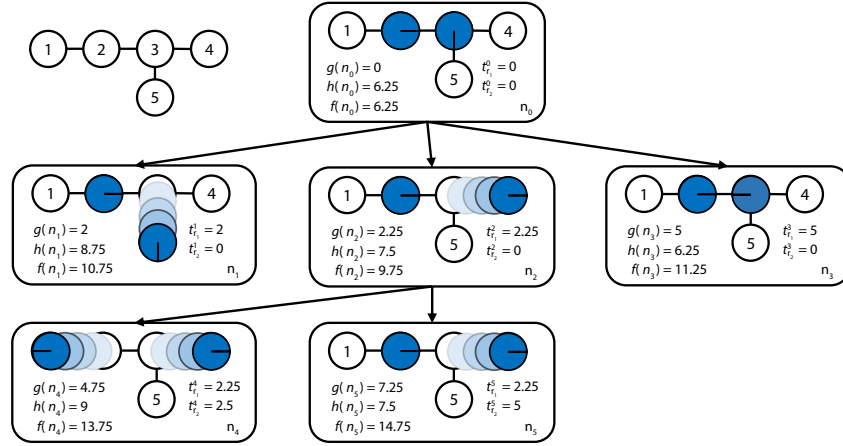 1 2 3 4
5
1 4
5
g(n₀)=0
h(n₀)=6.25
f(n₀)=6.25
t⁰ᵣ₁=0
t⁰ᵣ₂=0
n₀
1 4
g(n₁)=2
h(n₁)=8.75
f(n₁)=10.75
t¹ᵣ₁=2
t¹ᵣ₂=0
n₁
1
5
g(n₂)=2.25
h(n₂)=7.5
f(n₂)=9.75
t²ᵣ₁=2.25
t²ᵣ₂=0
n₂
1 4
5
g(n₃)=5
h(n₃)=6.25
f(n₃)=11.25
t³ᵣ₁=5
t³ᵣ₂=0
n₃
5
g(n₄)=4.75
h(n₄)=9
f(n₄)=13.75
t⁴ᵣ₁=2.25
t⁴ᵣ₂=2.5
n₄
1
5
g(n₅)=7.25
h(n₅)=7.5
f(n₅)=14.75
t⁵ᵣ₁=2.25
t⁵ᵣ₂=5
n₅